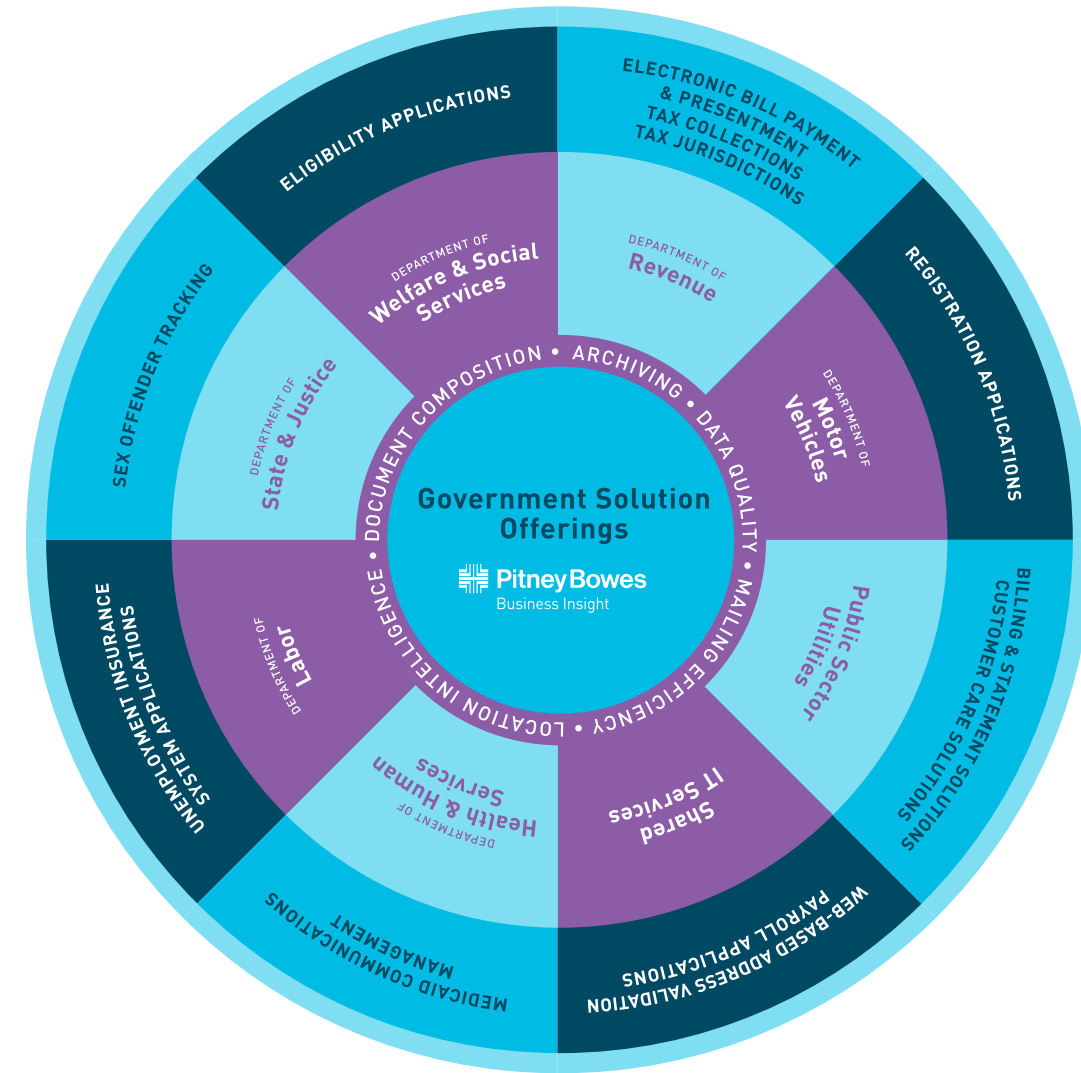 Government Solution
Offerings
Pitney Bowes
Business Insight
DOCUMENT COMPOSITION • ARCHIVING • DATA QUALITY • MAILING EFFICIENCY • LOCATION INTELLIGENCE •
ELECTRONIC BILL PAYMENT
& PRESENTMENT
TAX COLLECTIONS
TAX JURISDICTIONS
DEPARTMENT OF
Revenue
REGISTRATION APPLICATIONS
DEPARTMENT OF
Motor
Vehicles
BILLING & STATEMENT SOLUTIONS
CUSTOMER CARE SOLUTIONS
Public Sector
Utilities
WEB-BASED ADDRESS VALIDATION
PAYROLL APPLICATIONS
Shared
IT Services
MEDICAID COMMUNICATIONS
MANAGEMENT
DEPARTMENT OF
Health & Human
Services
UNEMPLOYMENT INSURANCE
SYSTEM APPLICATIONS
DEPARTMENT OF
Labor
SEX OFFENDER TRACKING
DEPARTMENT OF
State & Justice
ELIGIBILITY APPLICATIONS
DEPARTMENT OF
Welfare & Social
Services